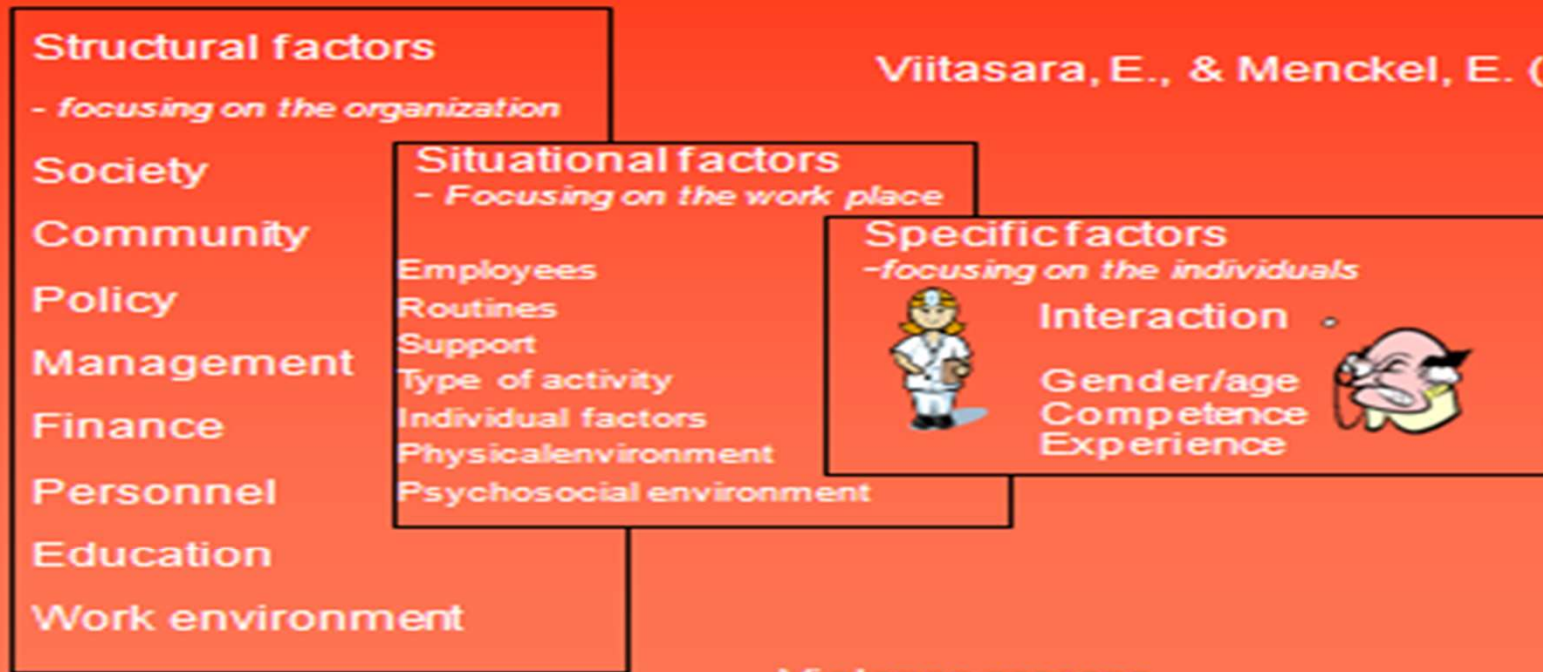 Structural factors
- focusing on the organization
Society
Community
Policy
Management
Finance
Personnel
Education
Work environment
Situational factors
- Focusing on the work place
Employees
Routines
Support
Type of activity
Individual factors
Physicalenvironment
Psychosocial environment
Viitasara, E., & Menckel, E. (
Specific factors
-focusing on the individuals
Interaction
Gender/age
Competence
Experience